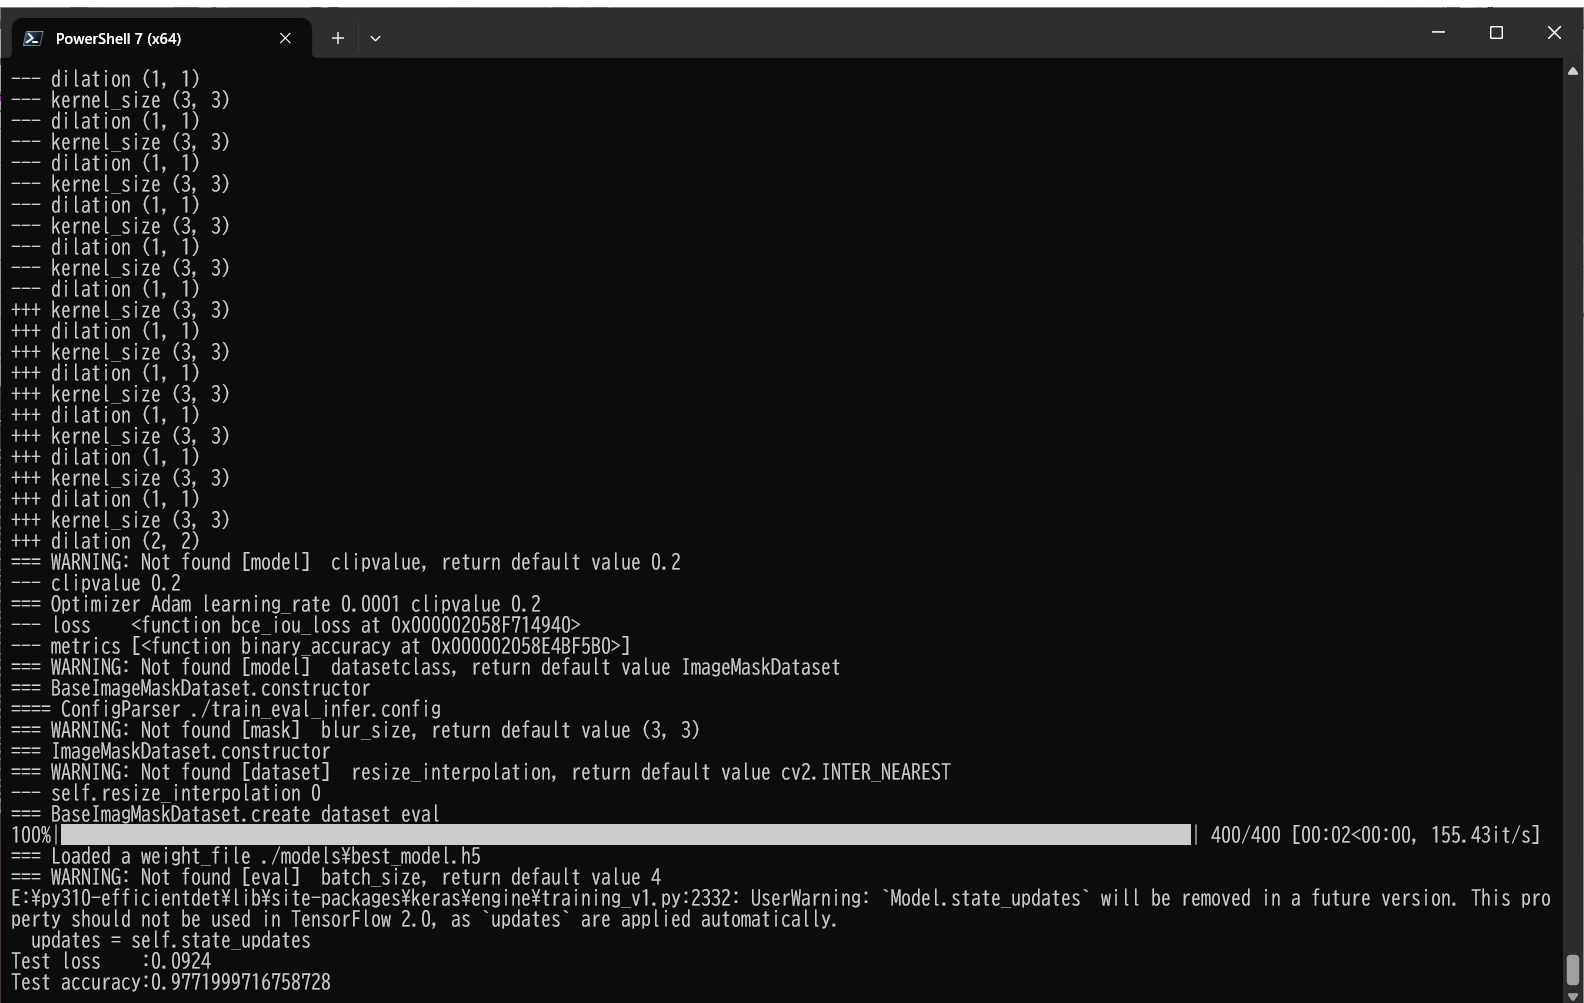 PowerShell 7 (x64)
--- dilation (1, 1)
--- kernel_size (3, 3)
--- dilation (1, 1)
--- kernel_size (3, 3)
--- dilation (1, 1)
--- kernel_size (3, 3)
--- dilation (1, 1)
--- kernel_size (3, 3)
--- dilation (1, 1)
--- kernel_size (3, 3)
--- dilation (1, 1)
+++ kernel_size (3, 3)
+++ dilation (1, 1)
+++ kernel_size (3, 3)
+++ dilation (1, 1)
+++ kernel_size (3, 3)
+++ dilation (1, 1)
+++ kernel_size (3, 3)
+++ dilation (1, 1)
+++ kernel_size (3, 3)
+++ dilation (1, 1)
+++ kernel_size (3, 3)
+++ dilation (2, 2)
=== WARNING: Not found [model]  clipvalue, return default value 0.2
--- clipvalue 0.2
=== Optimizer Adam learning_rate 0.0001 clipvalue 0.2
--- loss    <function bce_iou_loss at 0x000002058F714940>
--- metrics [<function binary_accuracy at 0x000002058E4BF5B0>]
=== WARNING: Not found [model]  datasetclass, return default value ImageMaskDataset
=== BaseImageMaskDataset.constructor
==== ConfigParser ./train_eval_infer.config
=== WARNING: Not found [mask]  blur_size, return default value (3, 3)
=== ImageMaskDataset.constructor
=== WARNING: Not found [dataset]  resize_interpolation, return default value cv2.INTER_NEAREST
--- self.resize_interpolation 0
=== BaseImagMaskDataset.create dataset eval
100%| | 400/400 [00:02<00:00, 155.43it/s]
=== Loaded a weight_file ./models¥best_model.h5
=== WARNING: Not found [eval]  batch_size, return default value 4
E:¥py310-efficientdet¥lib¥site-packages¥keras¥engine¥training_v1.py:2332: UserWarning: `Model.state_updates` will be removed in a future version. This pro
perty should not be used in TensorFlow 2.0, as `updates` are applied automatically.
  updates = self.state_updates
Test loss    :0.0924
Test accuracy:0.9771999716758728